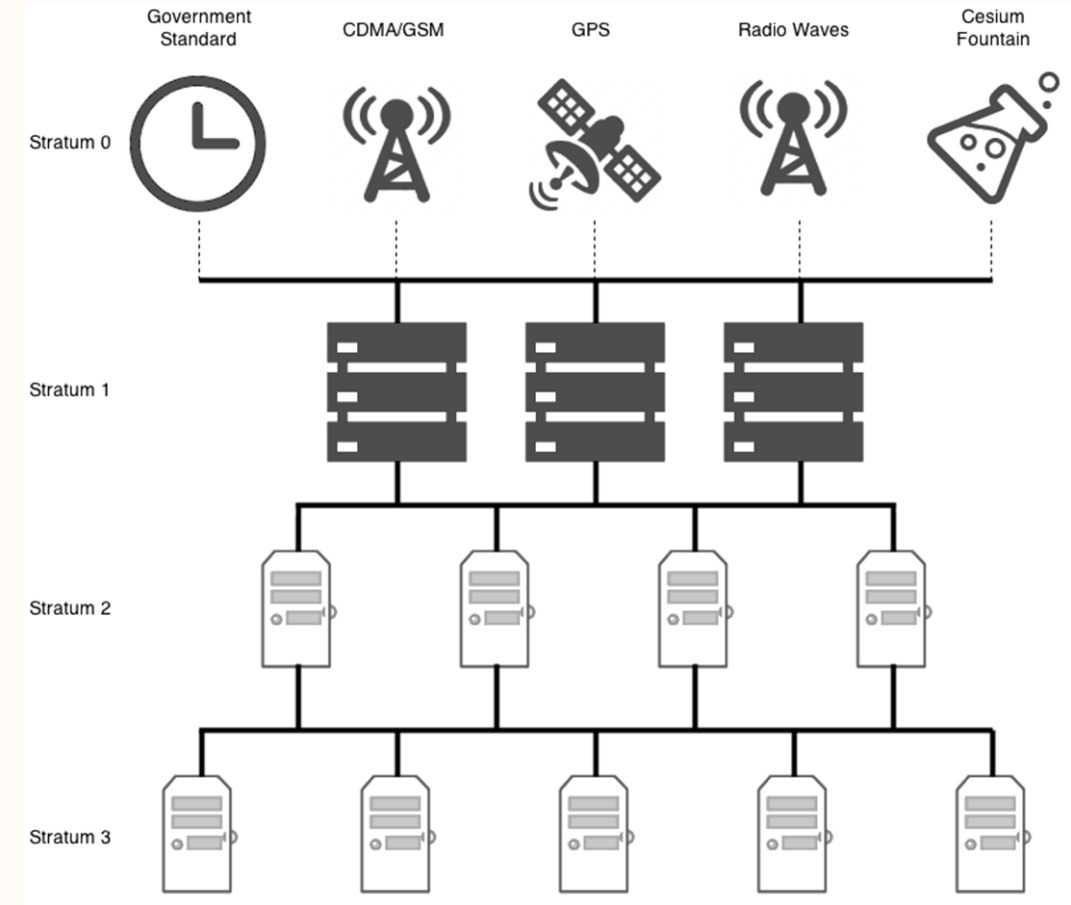 Government
Standard
CDMA/GSM
GPS
Radio Waves
Cesium
Fountain
Stratum 0
Stratum 1
Stratum 2
Stratum 3